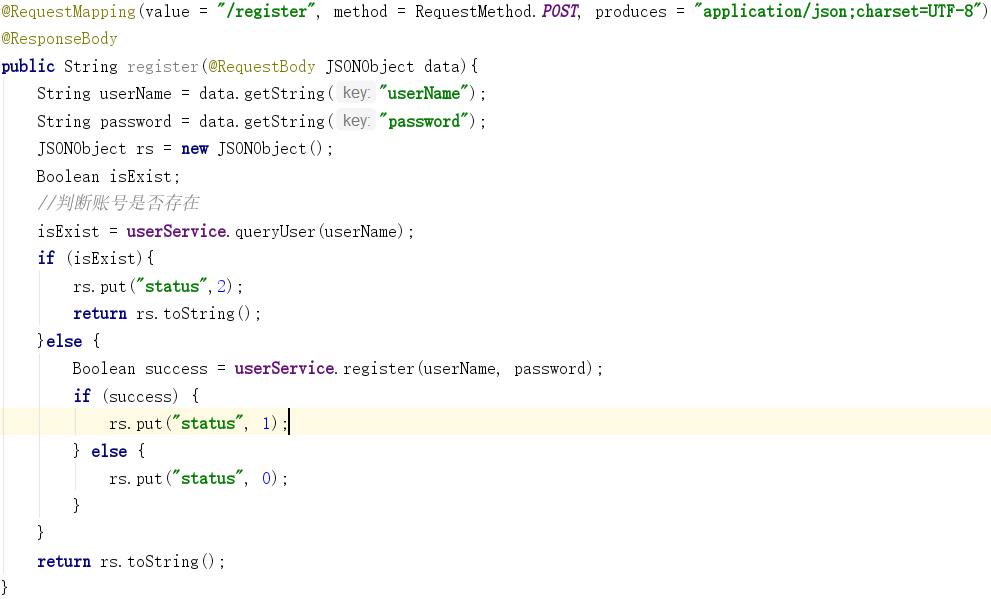 @RequestMapping(value = "/register", method = RequestMethod.POST, produces = "application/json;charset=UTF-8")
@ResponseBody
public String register(@RequestBody JSONObject data){
    String userName = data.getString( key: "userName");
    String password = data.getString( key: "password");
    JSONObject rs = new JSONObject();
    Boolean isExist;
    //判断账号是否存在
    isExist = userService.queryUser(userName);
    if (isExist){
        rs.put("status",2);
        return rs.toString();
    }else {
        Boolean success = userService.register(userName, password);
        if (success) {
            rs.put("status", 1);
        } else {
            rs.put("status", 0);
        }
    }
    return rs.toString();
}